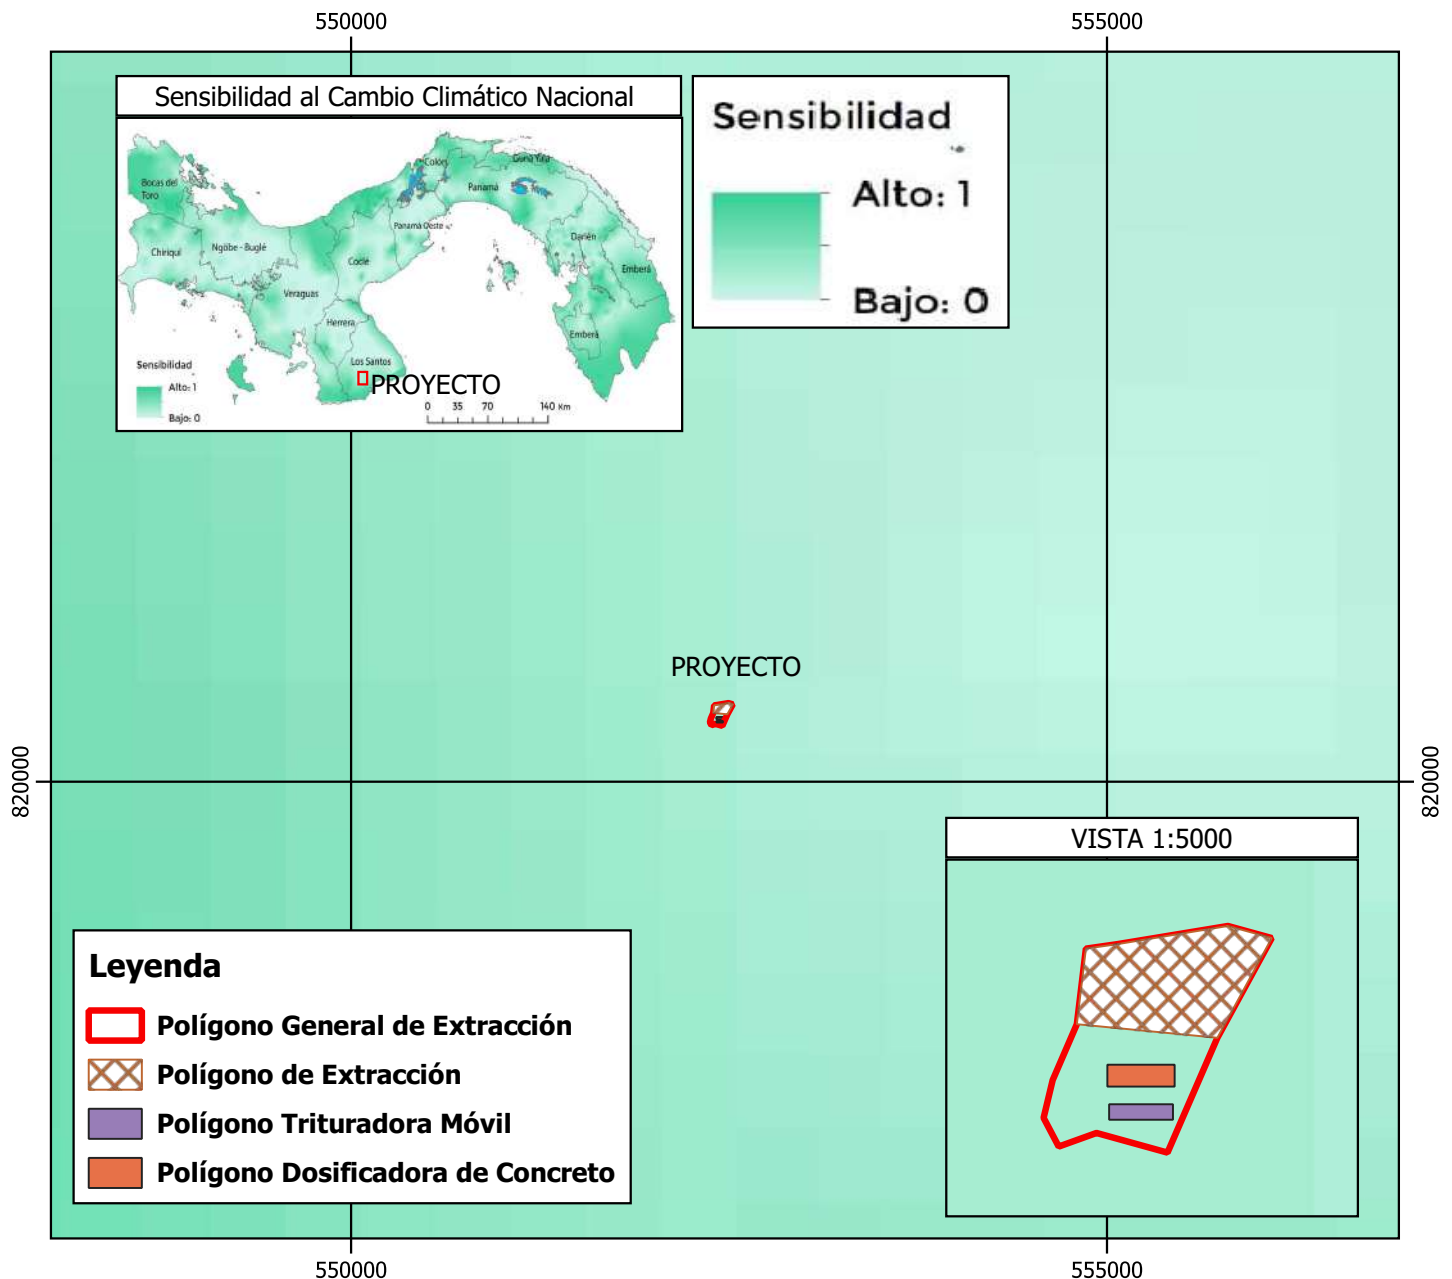 550000
555000
Sensibilidad al Cambio Climático Nacional
Bocas del
Toro
Chiriquí
Ngöbe - Buglé
Veraguas
Herrera
Los Santos
Coclé
Colón
Panamá Oeste
Panamá
Guna Yala
Darién
Emberá
Emberá
Sensibilidad
Alto: 1
Bajo: 0
PROYECTO
0 35 70 140 Km
Sensibilidad
Alto: 1
Bajo: 0
PROYECTO
820000
820000
VISTA 1:5000
Leyenda
Polígono General de Extracción
Polígono de Extracción
Polígono Trituradora Móvil
Polígono Dosificadora de Concreto
550000
555000